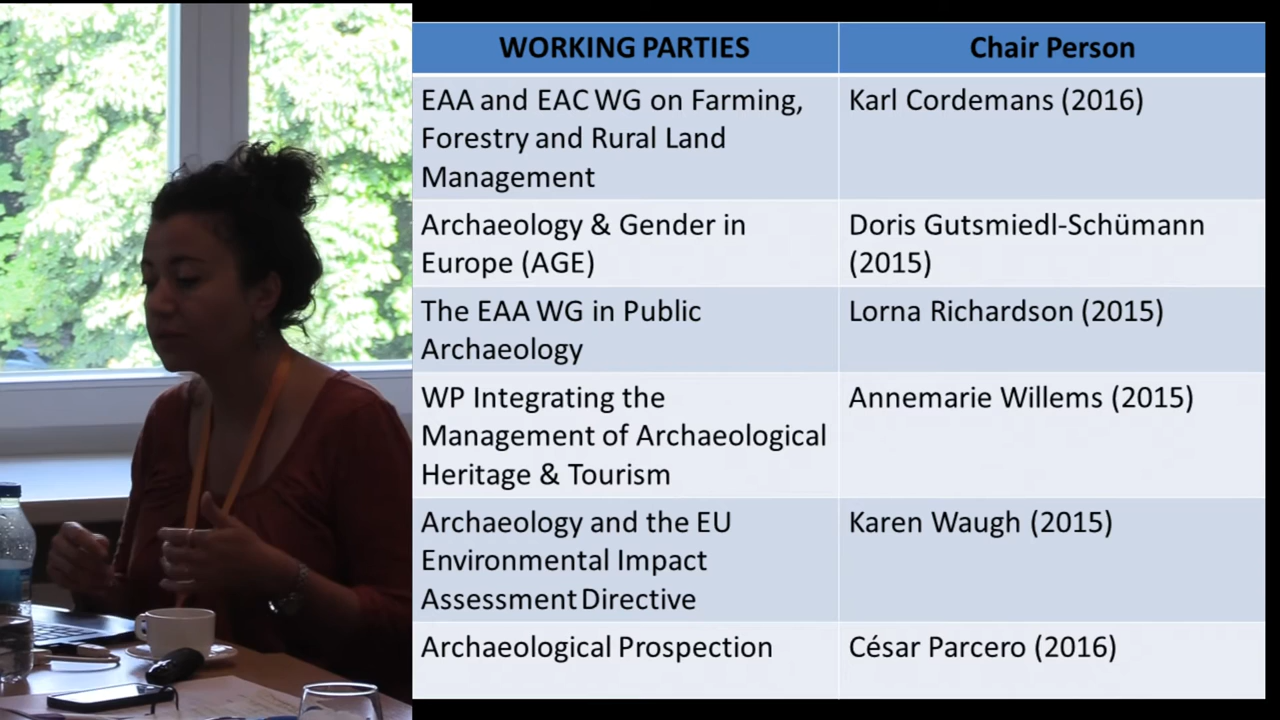 WORKING PARTIES
Chair Person
EAA and EAC WG on Farming,
Forestry and Rural Land
Management
Karl Cordemans (2016)
Archaeology & Gender in
Europe (AGE)
Doris Gutsmiedl-Schümann
(2015)
The EAA WG in Public
Archaeology
Lorna Richardson (2015)
WP Integrating the
Management of Archaeological
Heritage & Tourism
Annemarie Willems (2015)
Archaeology and the EU
Environmental Impact
Assessment Directive
Karen Waugh (2015)
Archaeological Prospection
César Parcero (2016)